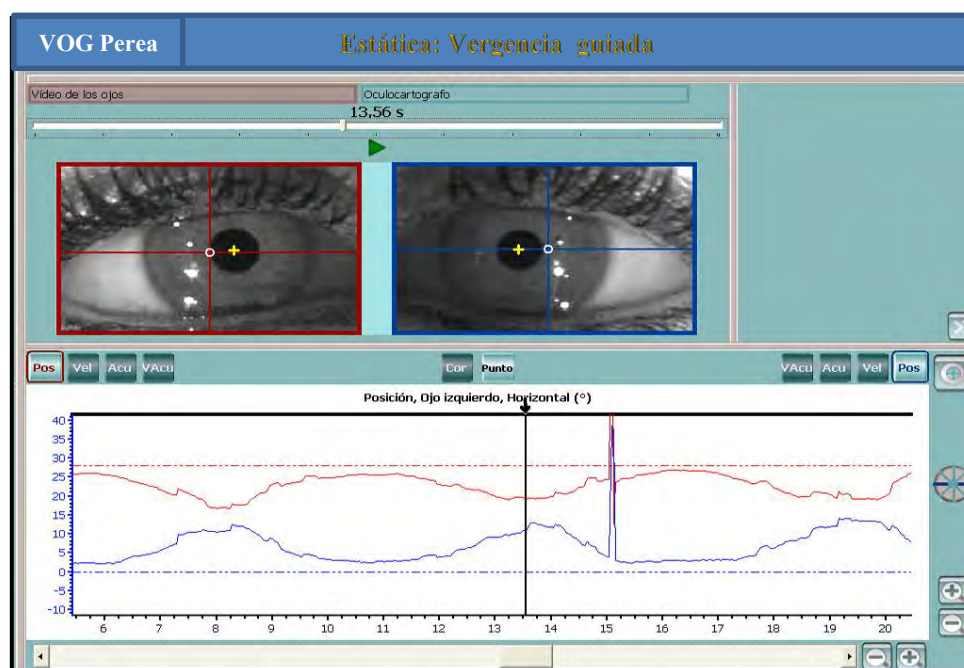 VOG Perea
Estática: Vergencia guiada
Vídeo de los ojos
Oculocartografo
13,56 s
Pos Vel Acu VAcu Cor Punto VAcu Acu Vel Pos
Posición, Ojo izquierdo, Horizontal (°)
40
35
30
25
20
15
10
5
0
-5
-10
6 7 8 9 10 11 12 13 14 15 16 17 18 19 20